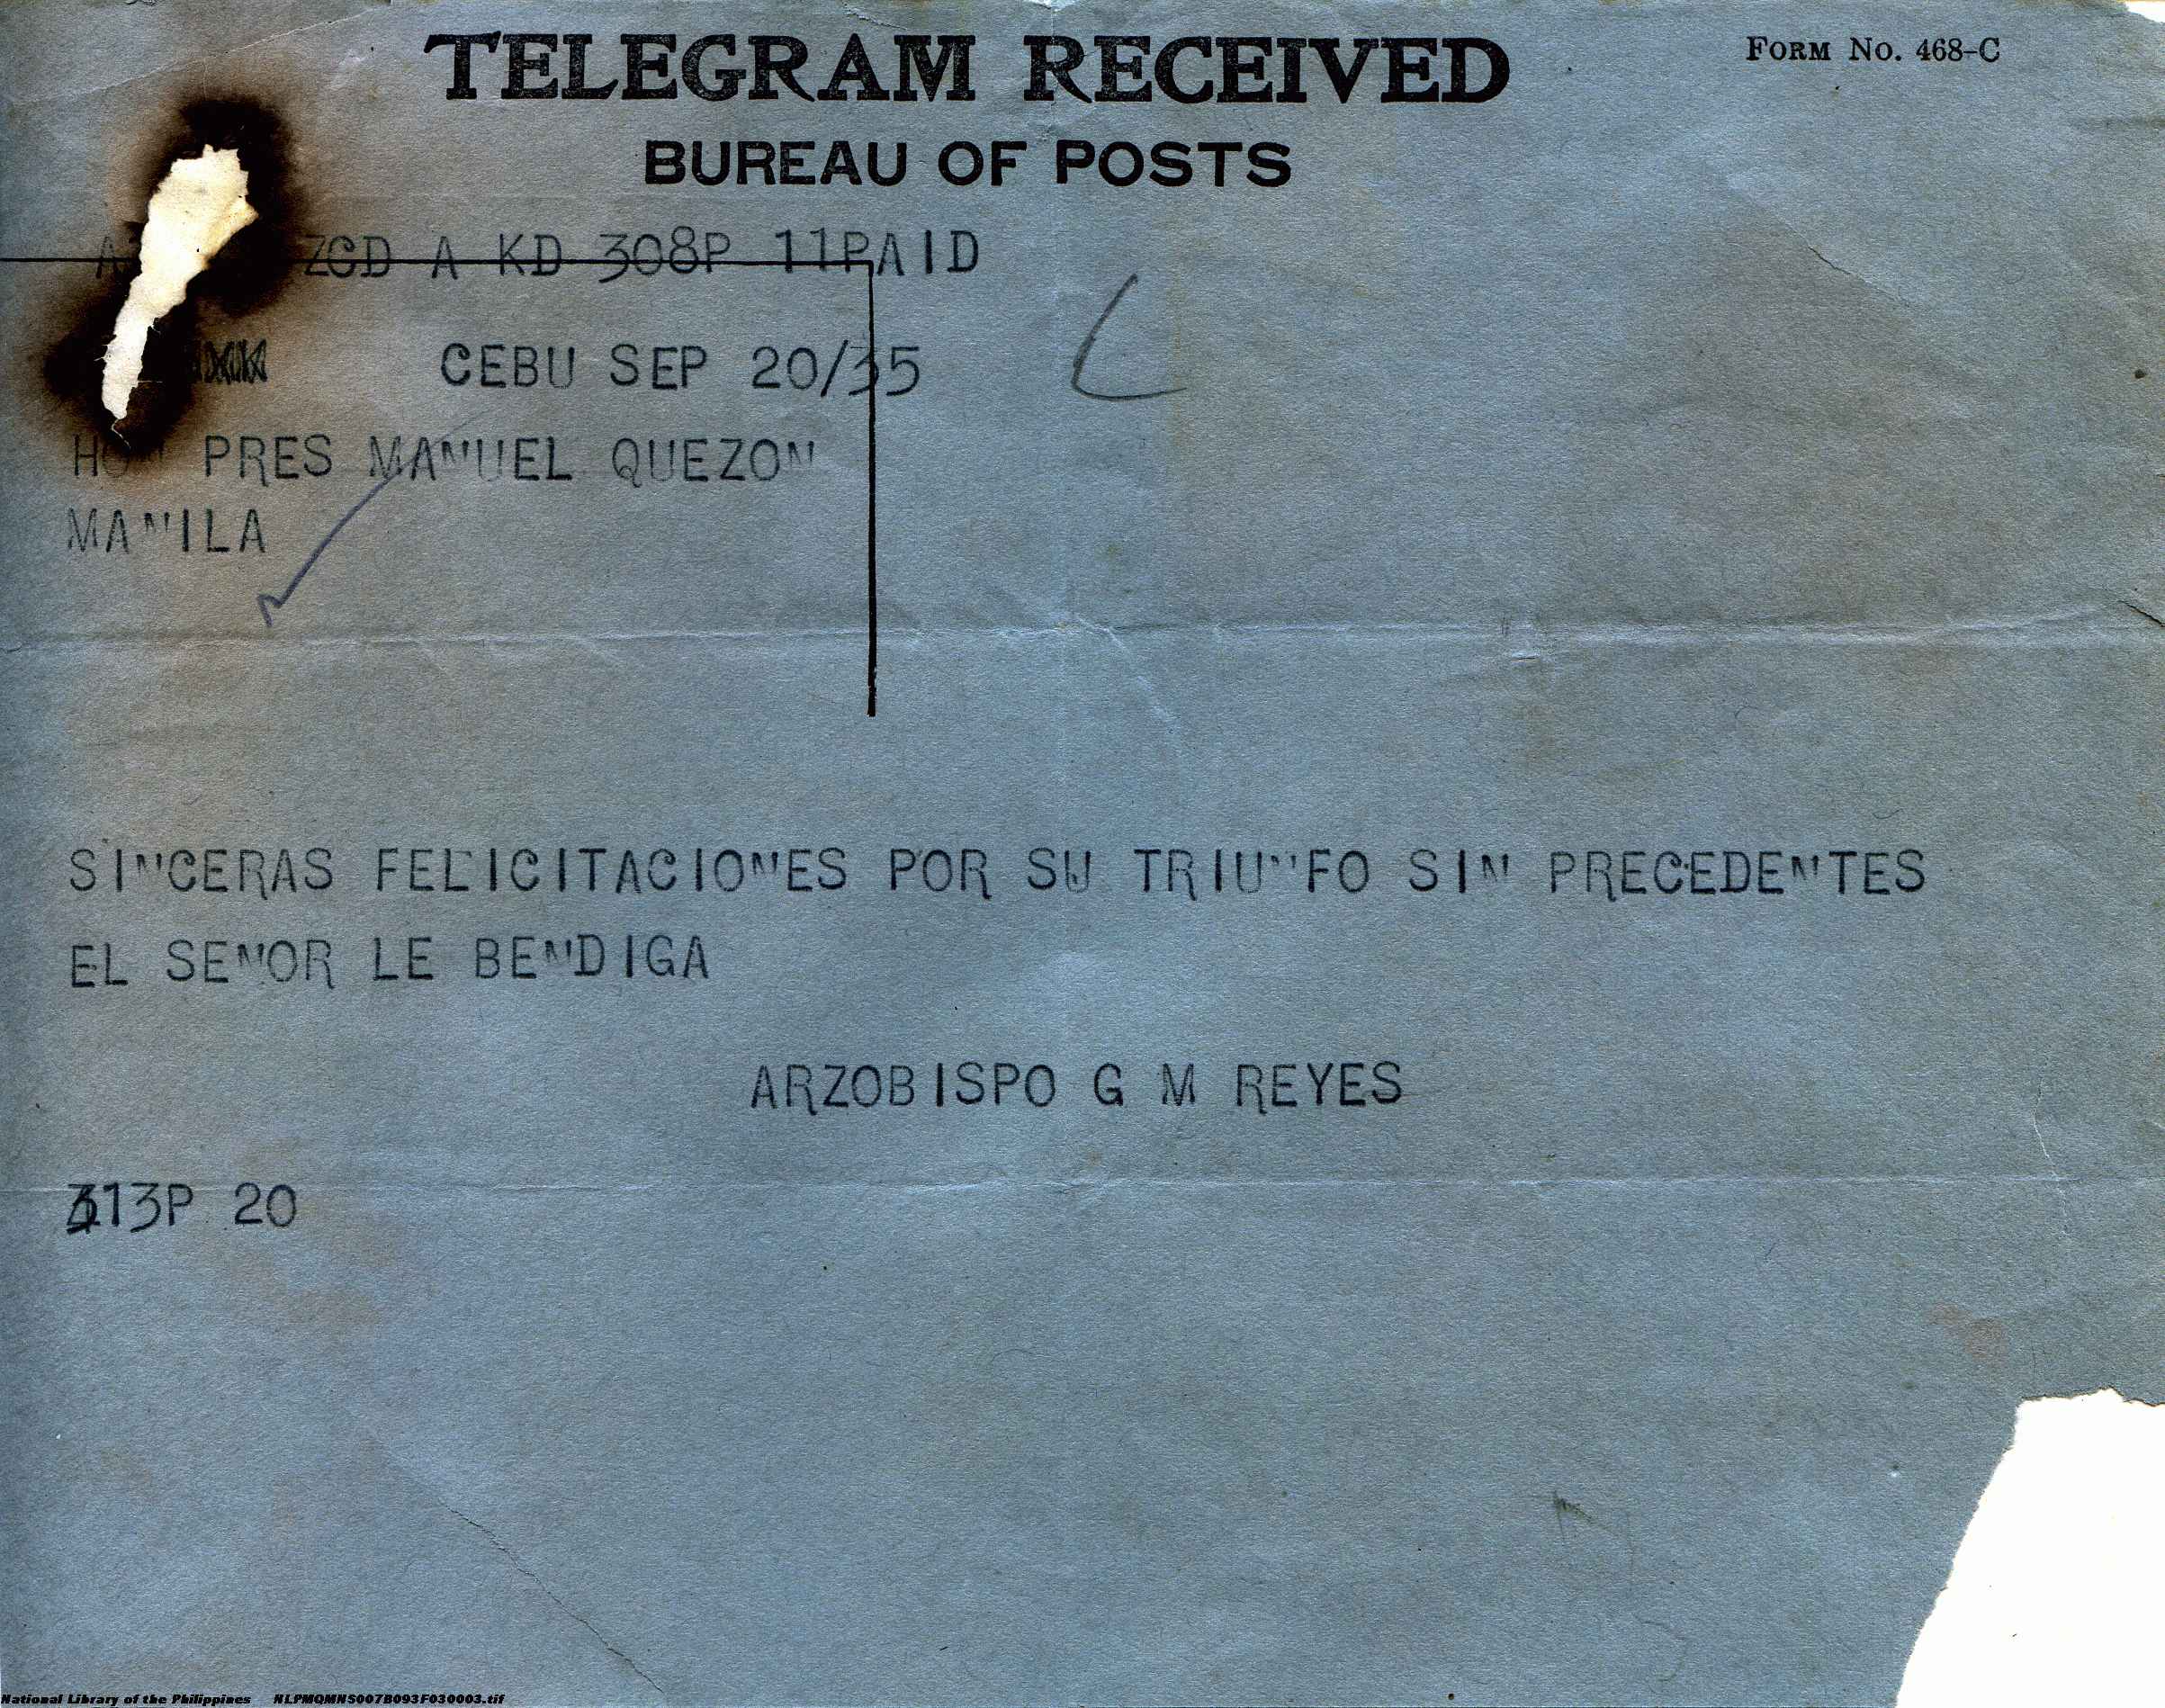 TELEGRAM RECEIVED
FORM NO. 468-C
BUREAU OF POSTS
ZCD A KD 308P 11PAID
CEBU SEP 20/35
PRES MANUEL QUEZON
MANILA
SINCERAS FELICITACIONES POR SU TRIUNFO SIN PRECEDENTES
EL SENOR LE BENDIGA
ARZOBISPO G M REYES
313P 20
National Library of the Philippines NLPMQMNS007B093F030003.tif